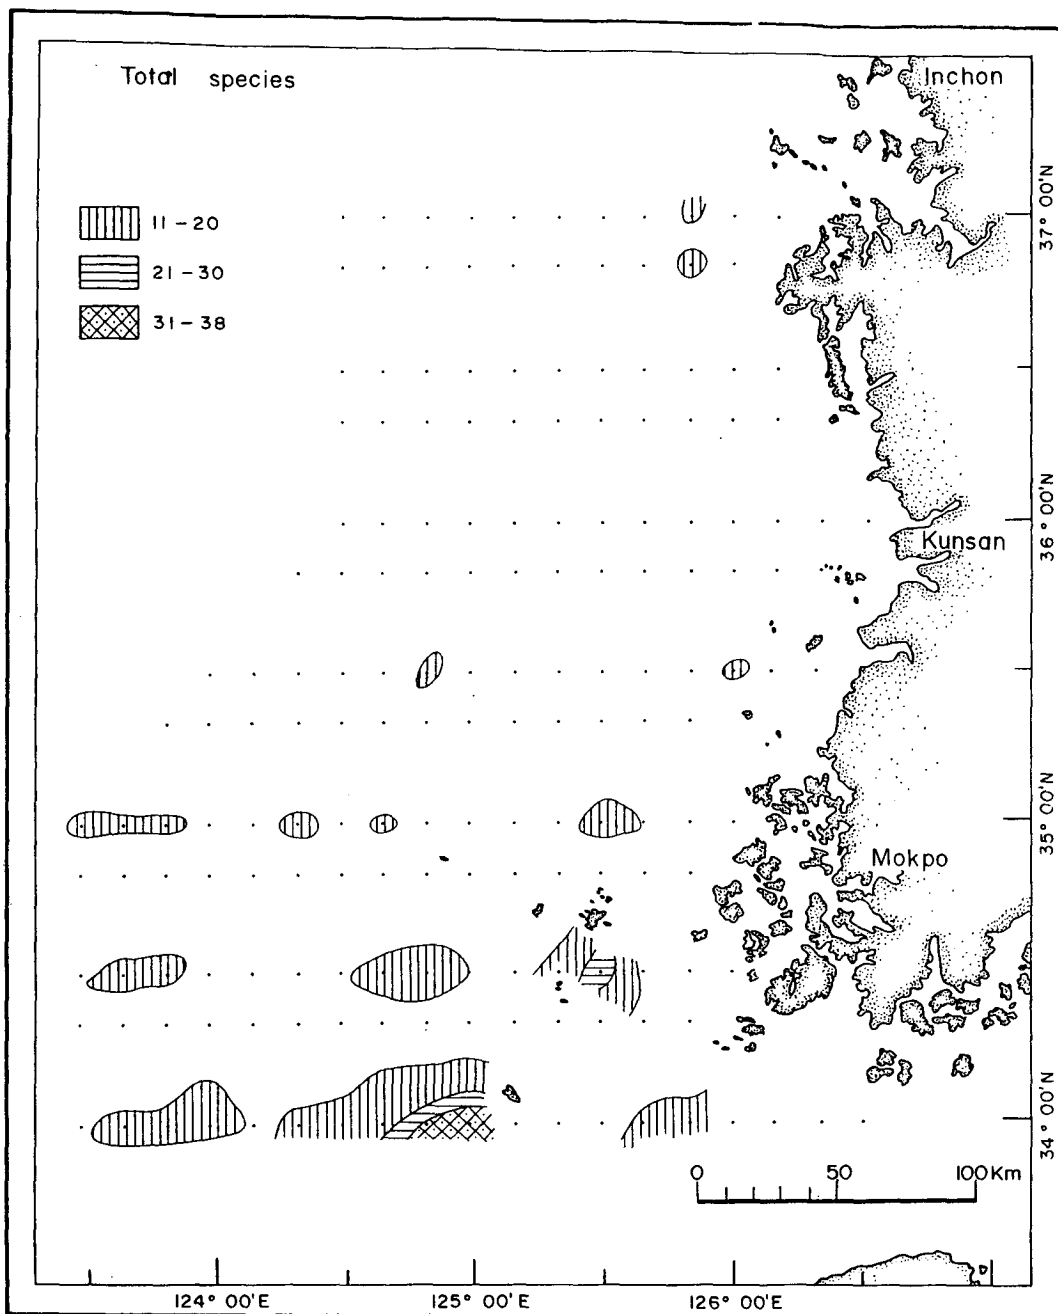 Total species
Inchon
11-20
21-30
31-38
37° 00'N
36° 00'N
Kunsan
35° 00'N
Mokpo
34° 00'N
0 50 100Km
124° 00'E 125° 00'E 126° 00'E